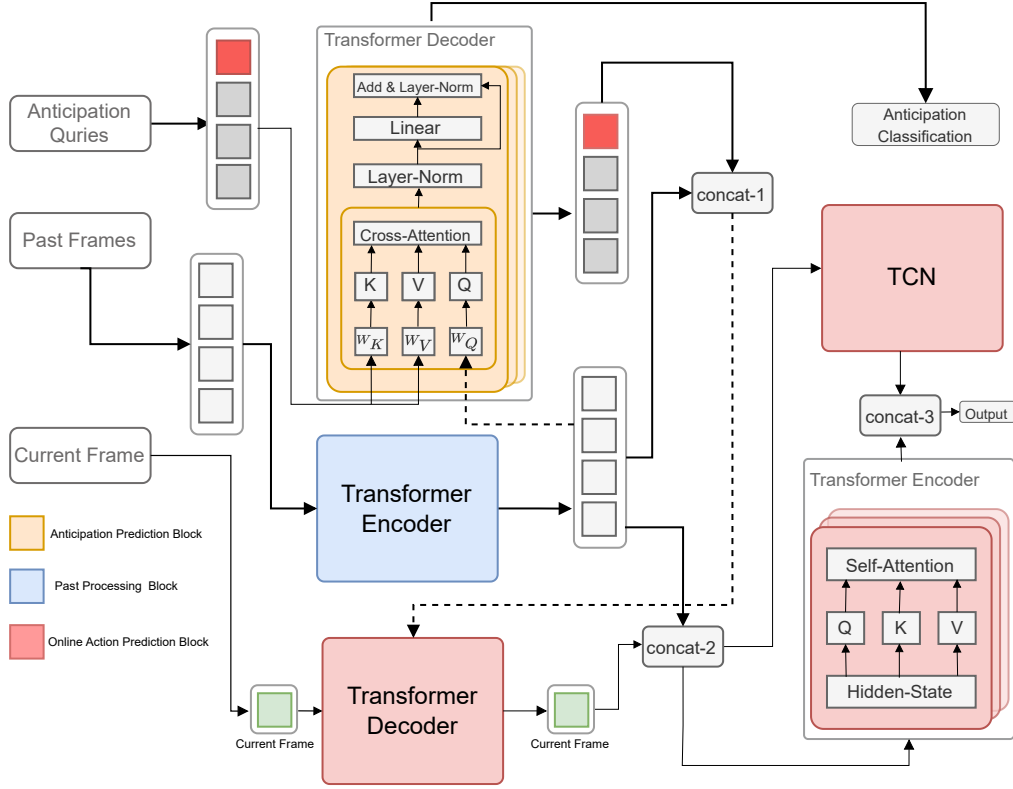 Transformer Decoder
Anticipation
Quries
Add & Layer-Norm
Linear
Layer-Norm
Cross-Attention
K
V
Q
W_K
W_V
W_Q
Anticipation
Classification
concat-1
Past Frames
TCN
concat-3
Output
Current Frame
Transformer
Encoder
Transformer Encoder
Self-Attention
Q
K
V
Hidden-State
Anticipation Prediction Block
Past Processing Block
Online Action Prediction Block
concat-2
Transformer
Decoder
Current Frame
Current Frame